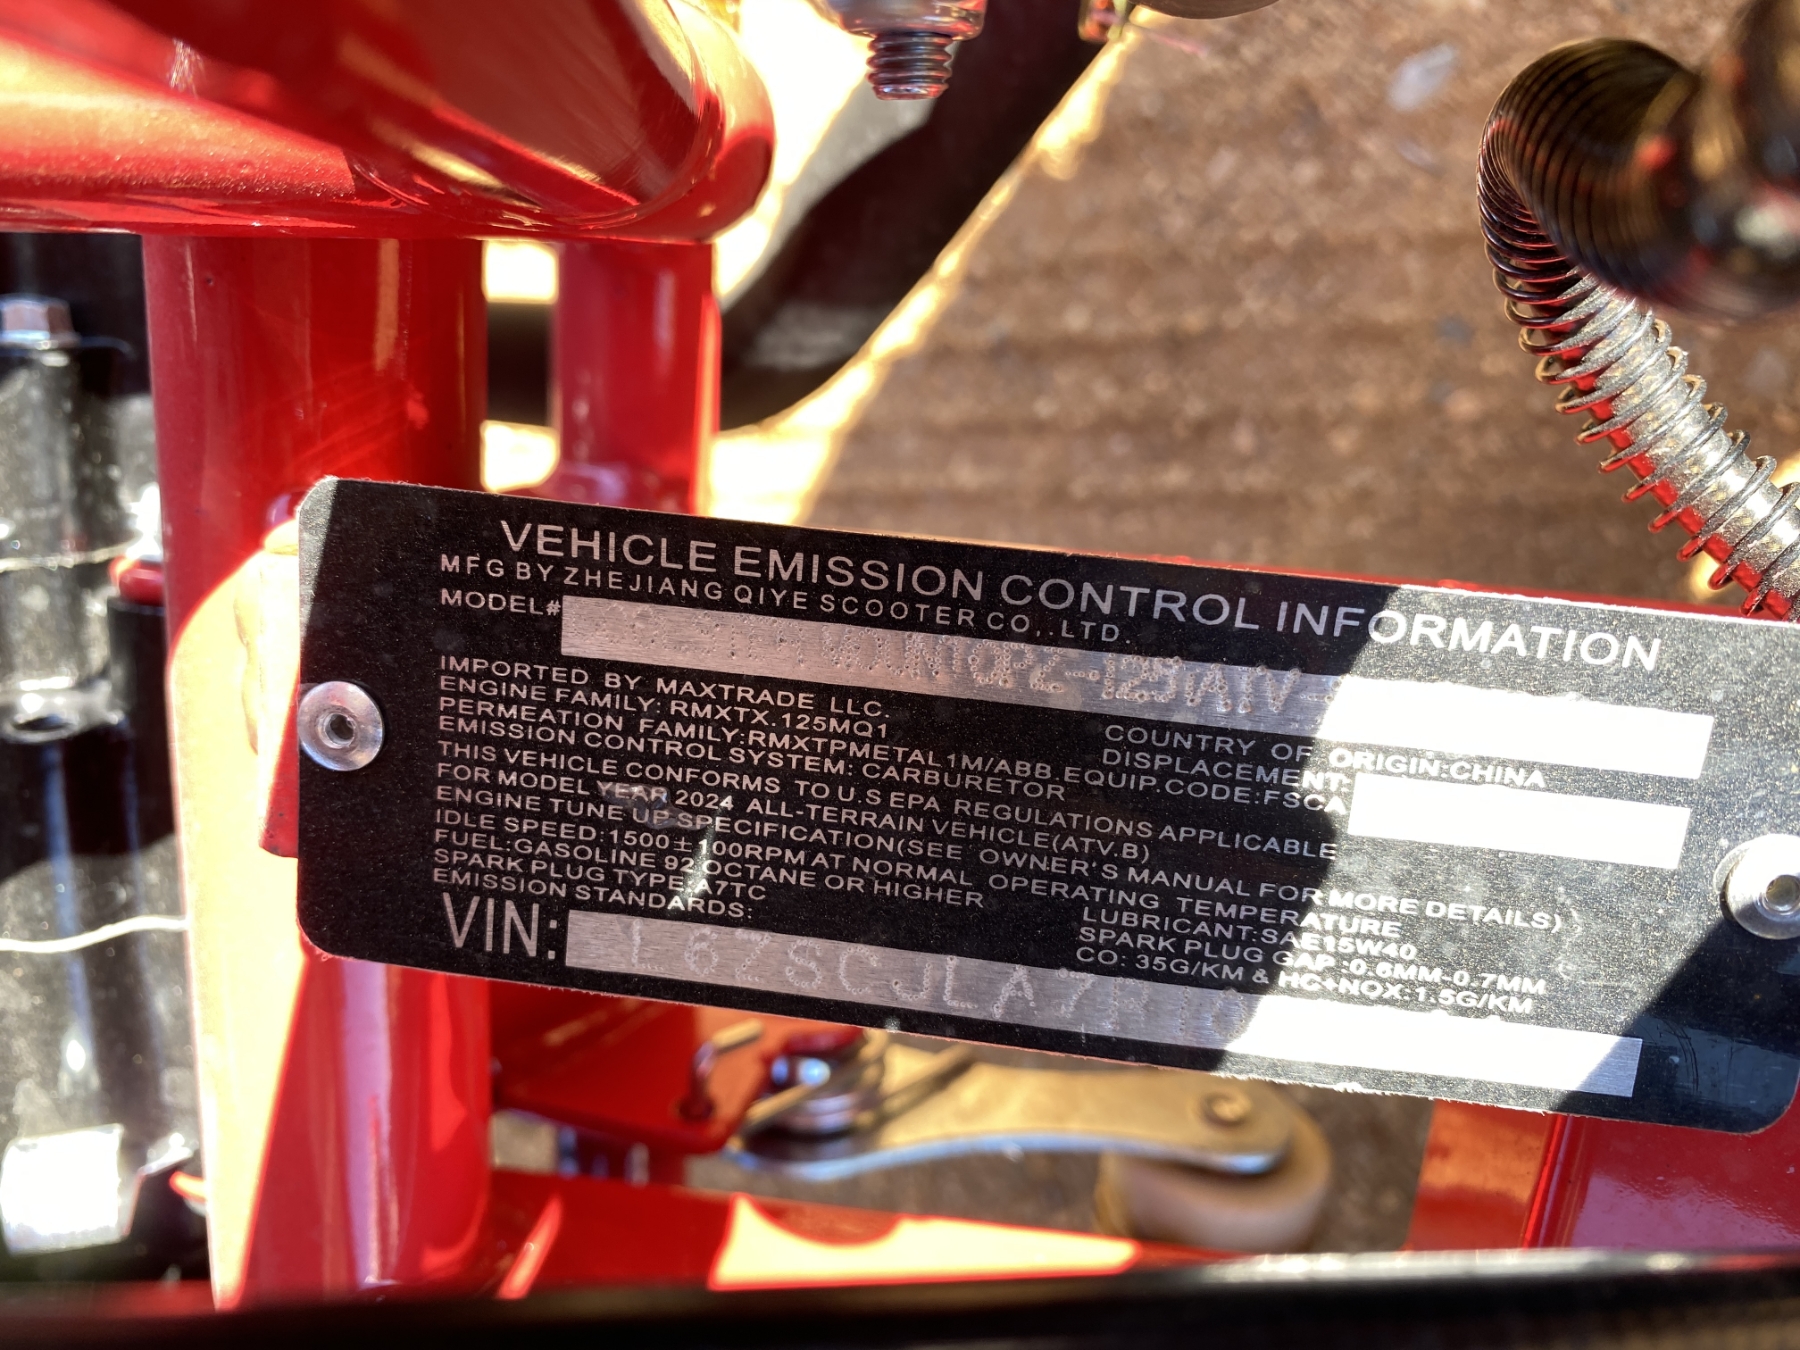 VEHICLE EMISSION CONTROL INFORMATION
MFG BY ZHEJIANG QIYE SCOOTER CO,.LTD.
MODEL#
IMPORTED BY MAXTRADE LLC. COUNTRY OF ORIGIN:CHINA
ENGINE FAMILY: RMXTX.125MQ1 DISPLACEMENT:
PERMEATION FAMILY:RMXTPMETAL1M/ABB.EQUIP.CODE:FSCA
EMISSION CONTROL SYSTEM: CARBURETOR
THIS VEHICLE CONFORMS TO U.S EPA REGULATIONS APPLICABLE
FOR MODEL YEAR 2024 ALL-TERRAIN VEHICLE(ATV.B)
ENGINE TUNE UP SPECIFICATION(SEE OWNER'S MANUAL FOR MORE DETAILS)
IDLE SPEED:1500±100RPM AT NORMAL OPERATING TEMPERATURE
FUEL:GASOLINE 92 OCTANE OR HIGHER LUBRICANT:SAE15W40
SPARK PLUG TYPE:A7TC SPARK PLUG GAP :0.6MM-0.7MM
EMISSION STANDARDS: CO: 35G/KM & HC+NOX:1.5G/KM
VIN: